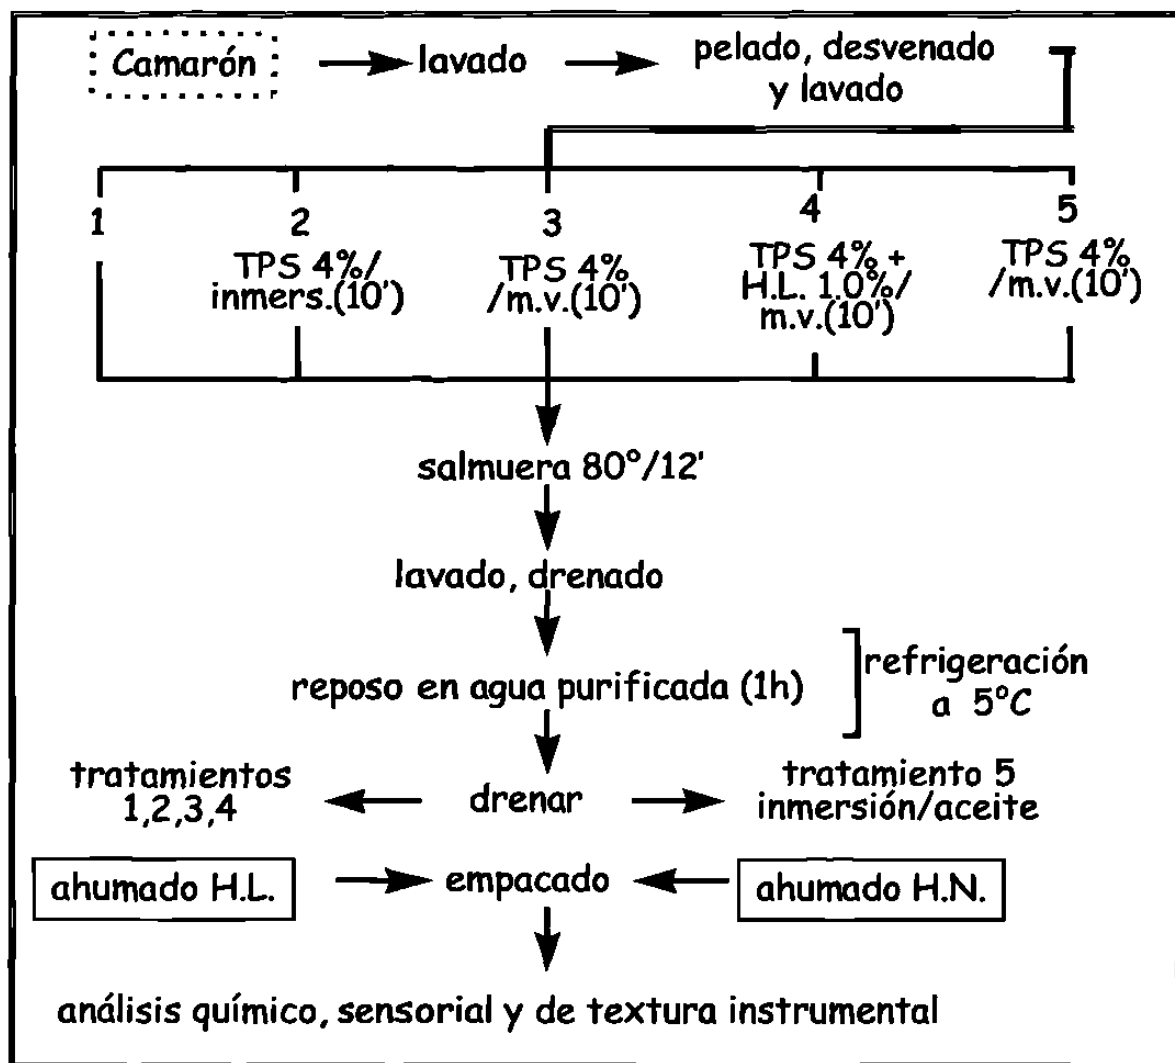 Camarón
lavado
pelado, desvenado
y lavado
1
2
3
4
5
TPS 4%/
inmers.(10')
TPS 4%
/m.v.(10')
TPS 4% +
H.L. 1.0%/
m.v.(10')
TPS 4%
/m.v.(10')
salmuera 80°/12'
lavado, drenado
reposo en agua purificada (1h)
refrigeración
a 5°C
tratamientos
1,2,3,4
drenar
tratamiento 5
inmersión/aceite
ahumado H.L.
empacado
ahumado H.N.
análisis químico, sensorial y de textura instrumental